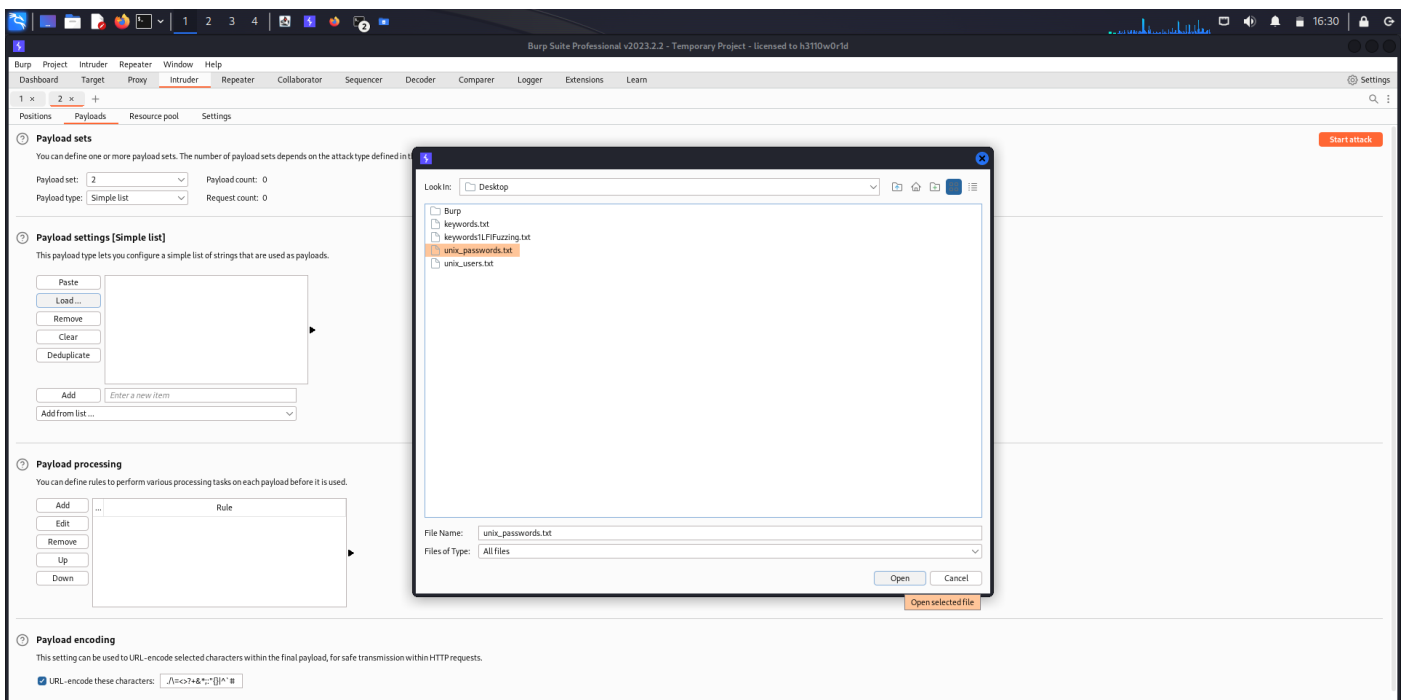 1 2 3 4 2 16:30
Burp Suite Professional v2023.2.2 - Temporary Project - licensed to h3110w0r1d
Burp Project Intruder Repeater Window Help
Dashboard Target Proxy Intruder Repeater Collaborator Sequencer Decoder Comparer Logger Extensions Learn Settings
1 × 2 × +
Positions Payloads Resource pool Settings
? Payload sets
Start attack
You can define one or more payload sets. The number of payload sets depends on the attack type defined in
Payload set: 2 Payload count: 0
Payload type: Simple list Request count: 0
? Payload settings [Simple list]
This payload type lets you configure a simple list of strings that are used as payloads.
Paste
Load ...
Remove
Clear
Deduplicate
Add Enter a new item
Add from list ...
? Payload processing
You can define rules to perform various processing tasks on each payload before it is used.
Add ... Rule
Edit
Remove
Up
Down
? Payload encoding
This setting can be used to URL-encode selected characters within the final payload, for safe transmission within HTTP requests.
URL-encode these characters: ./\=<>?+&*;:"{}|^`#
Look In: Desktop
Burp
keywords.txt
keywords1LFIFuzzing.txt
unix_passwords.txt
unix_users.txt
File Name: unix_passwords.txt
Files of Type: All files
Open Cancel
Open selected file